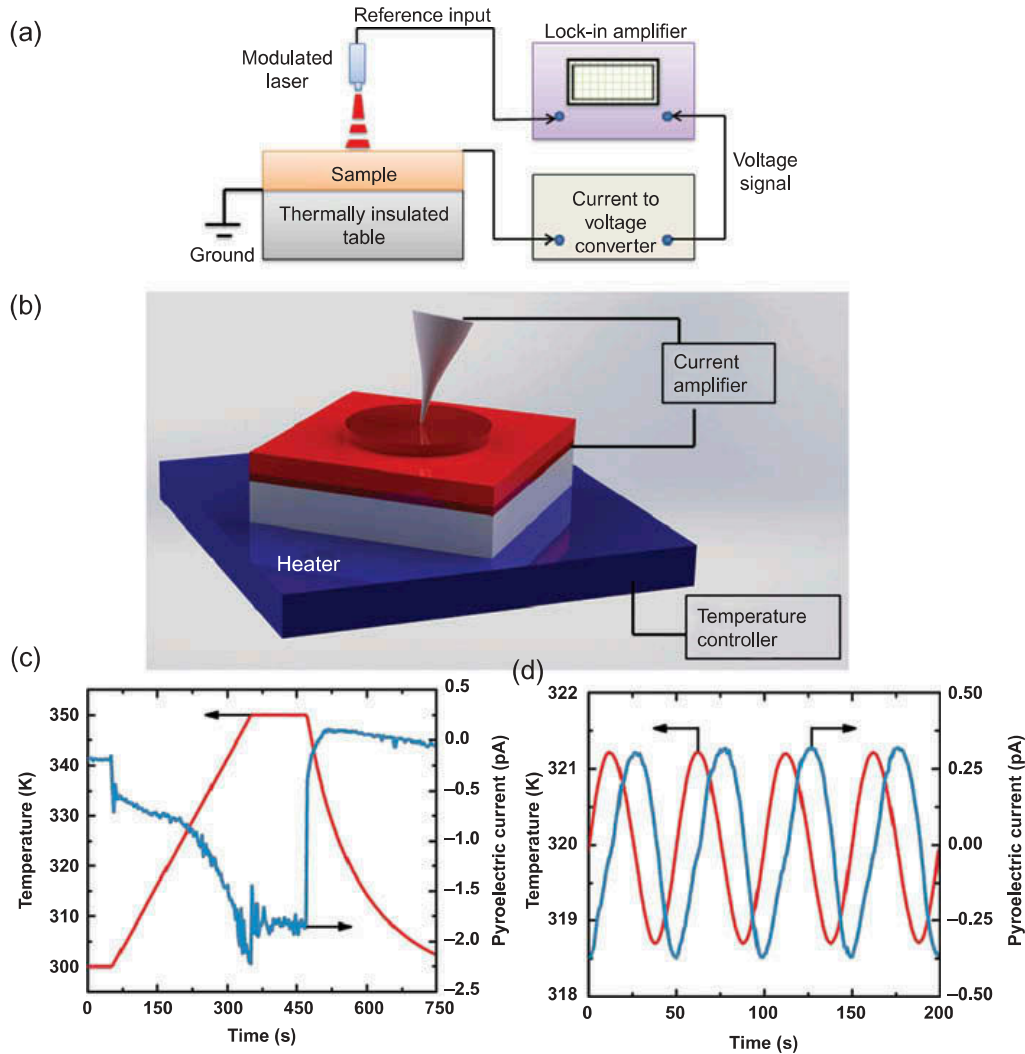 (a)
Reference input
Lock-in amplifier
Modulated
laser
Sample
Thermally insulated
table
Ground
Current to
voltage
converter
Voltage
signal
(b)
Current
amplifier
Heater
Temperature
controller
(c)
350
340
330
320
310
300
Temperature (K)
0
150
300
450
600
750
Time (s)
0.5
0.0
–0.5
–1.0
–1.5
–2.0
–2.5
Pyroelectric current (pA)
(d)
322
321
320
319
318
Temperature (K)
0
50
100
150
200
Time (s)
0.50
0.25
0.00
–0.25
–0.50
Pyroelectric current (pA)